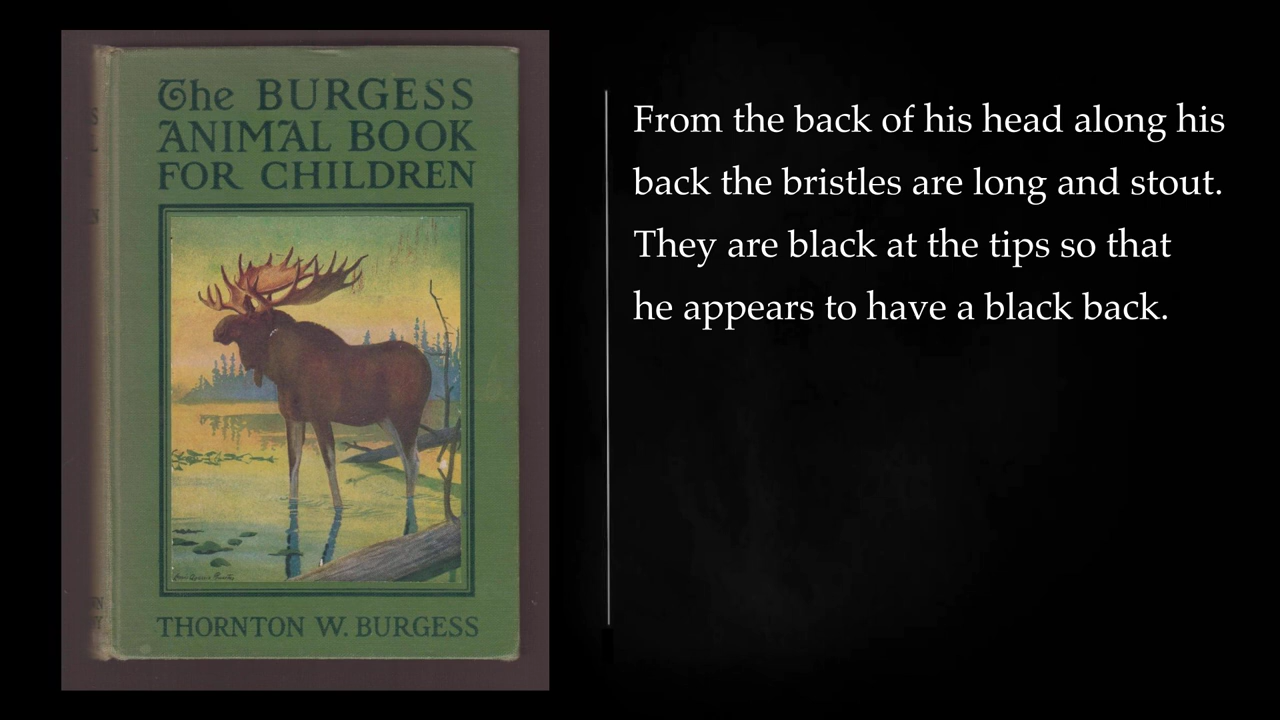 The BURGESS
ANIMAL BOOK
FOR CHILDREN
THORNTON W. BURGESS
From the back of his head along his
back the bristles are long and stout.
They are black at the tips so that
he appears to have a black back.